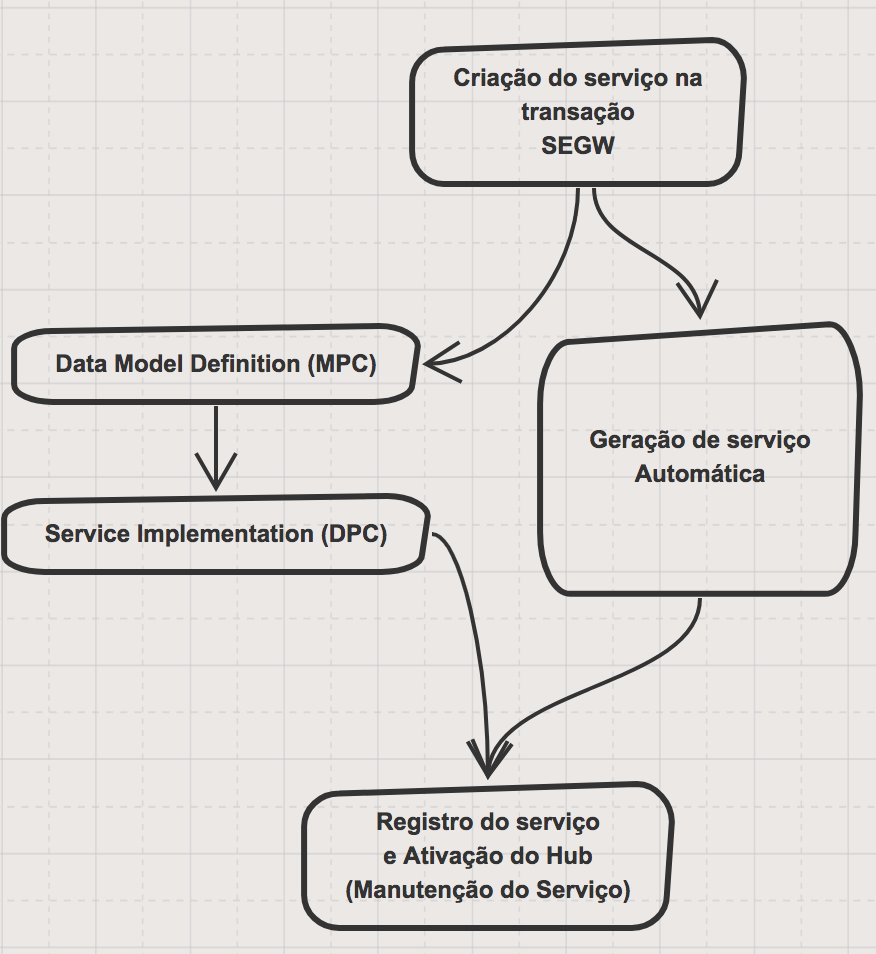 Criação do serviço na
transação
SEGW
Data Model Definition (MPC)
Geração de serviço
Automática
Service Implementation (DPC)
Registro do serviço
e Ativação do Hub
(Manutenção do Serviço)